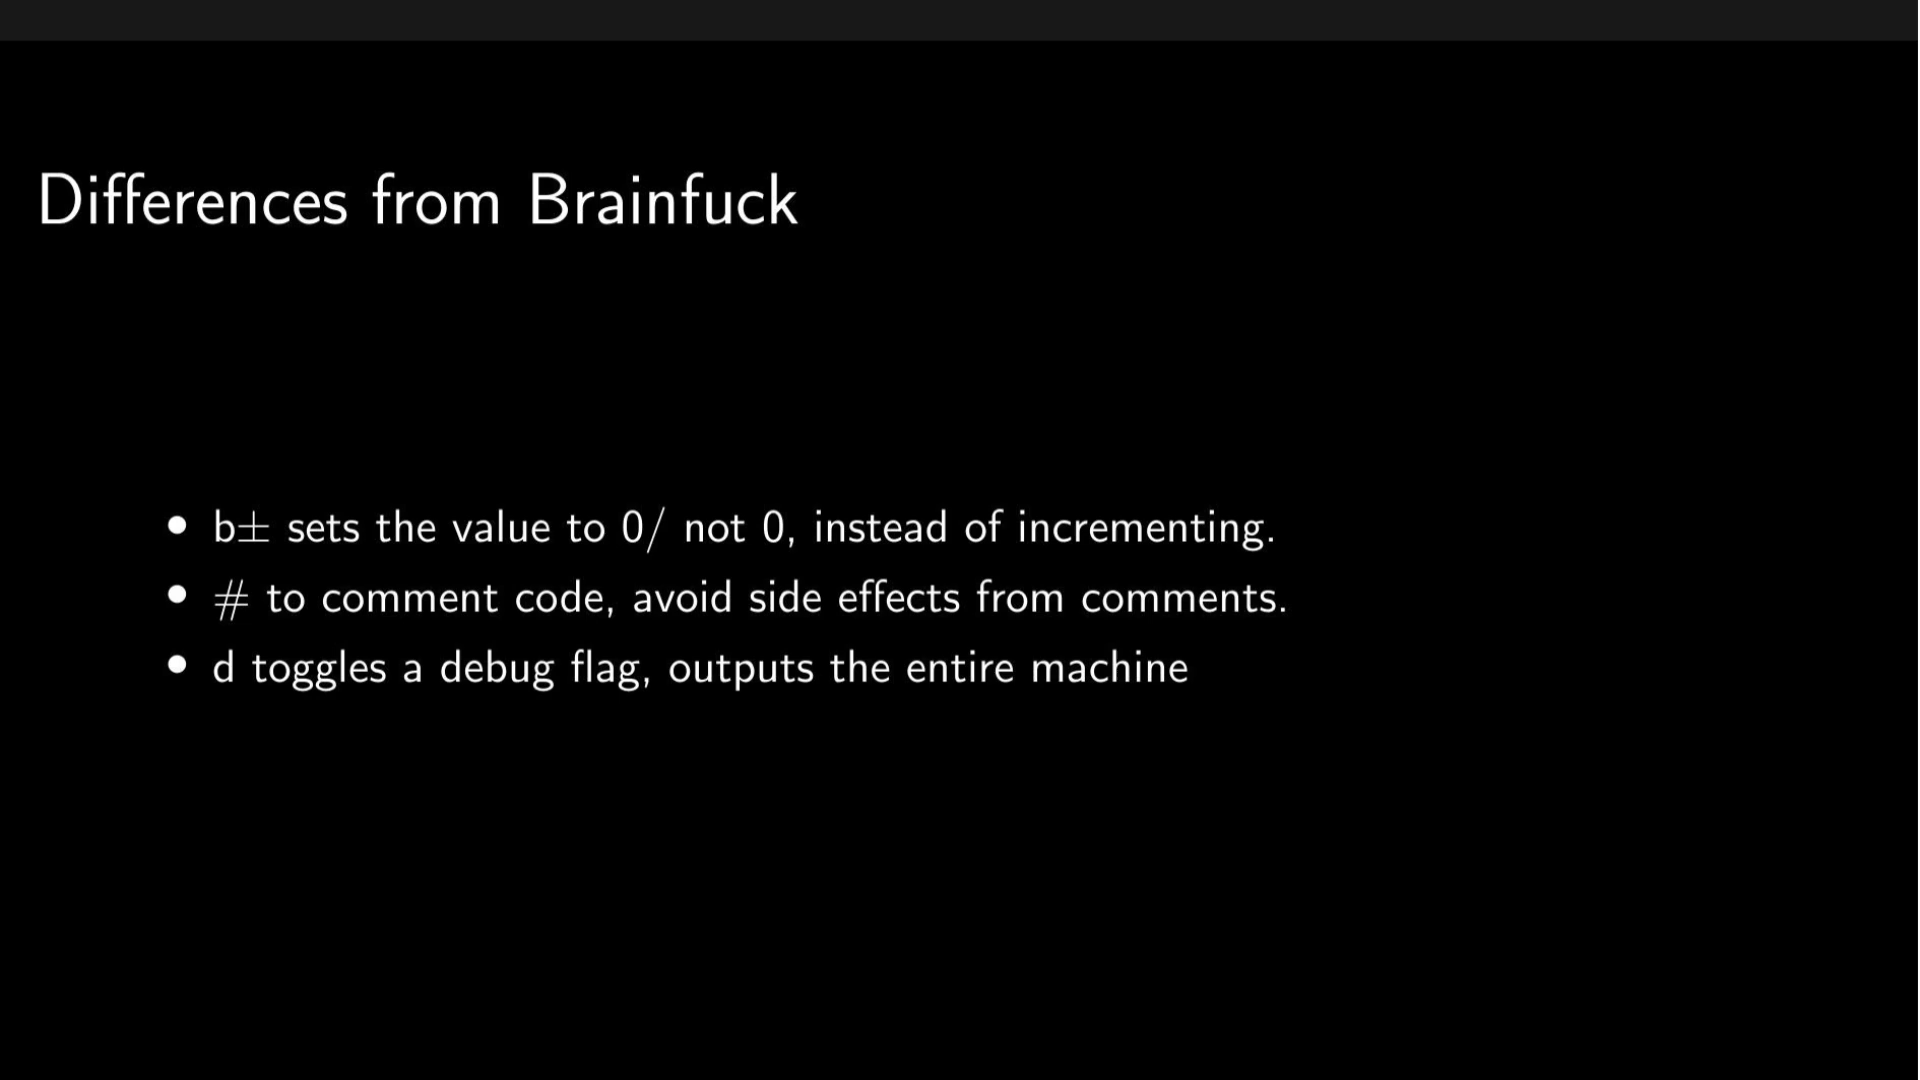 Differences from Brainfuck
• b± sets the value to 0/ not 0, instead of incrementing.
• # to comment code, avoid side effects from comments.
• d toggles a debug flag, outputs the entire machine